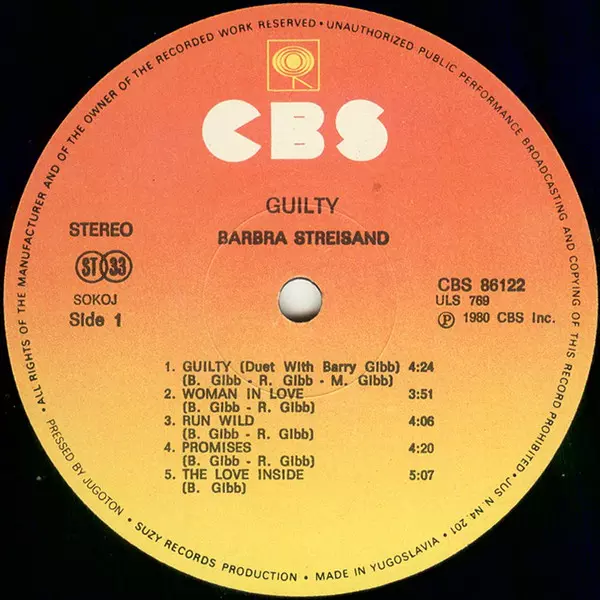 • ALL RIGHTS OF THE MANUFACTURER AND OF THE OWNER OF THE RECORDED WORK RESERVED • UNAUTHORIZED PUBLIC PERFORMANCE BROADCASTING AND COPYING OF THIS RECORD PROHIBITED • JUS N. N4. 201
CBS
GUILTY
BARBRA STREISAND
STEREO
ST 33
SOKOJ
Side 1
CBS 86122
ULS 769
Ⓟ 1980 CBS Inc.
1. GUILTY (Duet With Barry Gibb) 4:24
(B. Gibb - R. Gibb - M. Gibb)
2. WOMAN IN LOVE 3:51
(B. Gibb - R. Gibb)
3. RUN WILD 4:06
(B. Gibb - R. Gibb)
4. PROMISES 4:20
(B. Gibb - R. Gibb)
5. THE LOVE INSIDE 5:07
(B. Gibb)
PRESSED BY JUGOTON • SUZY RECORDS PRODUCTION • MADE IN YUGOSLAVIA •